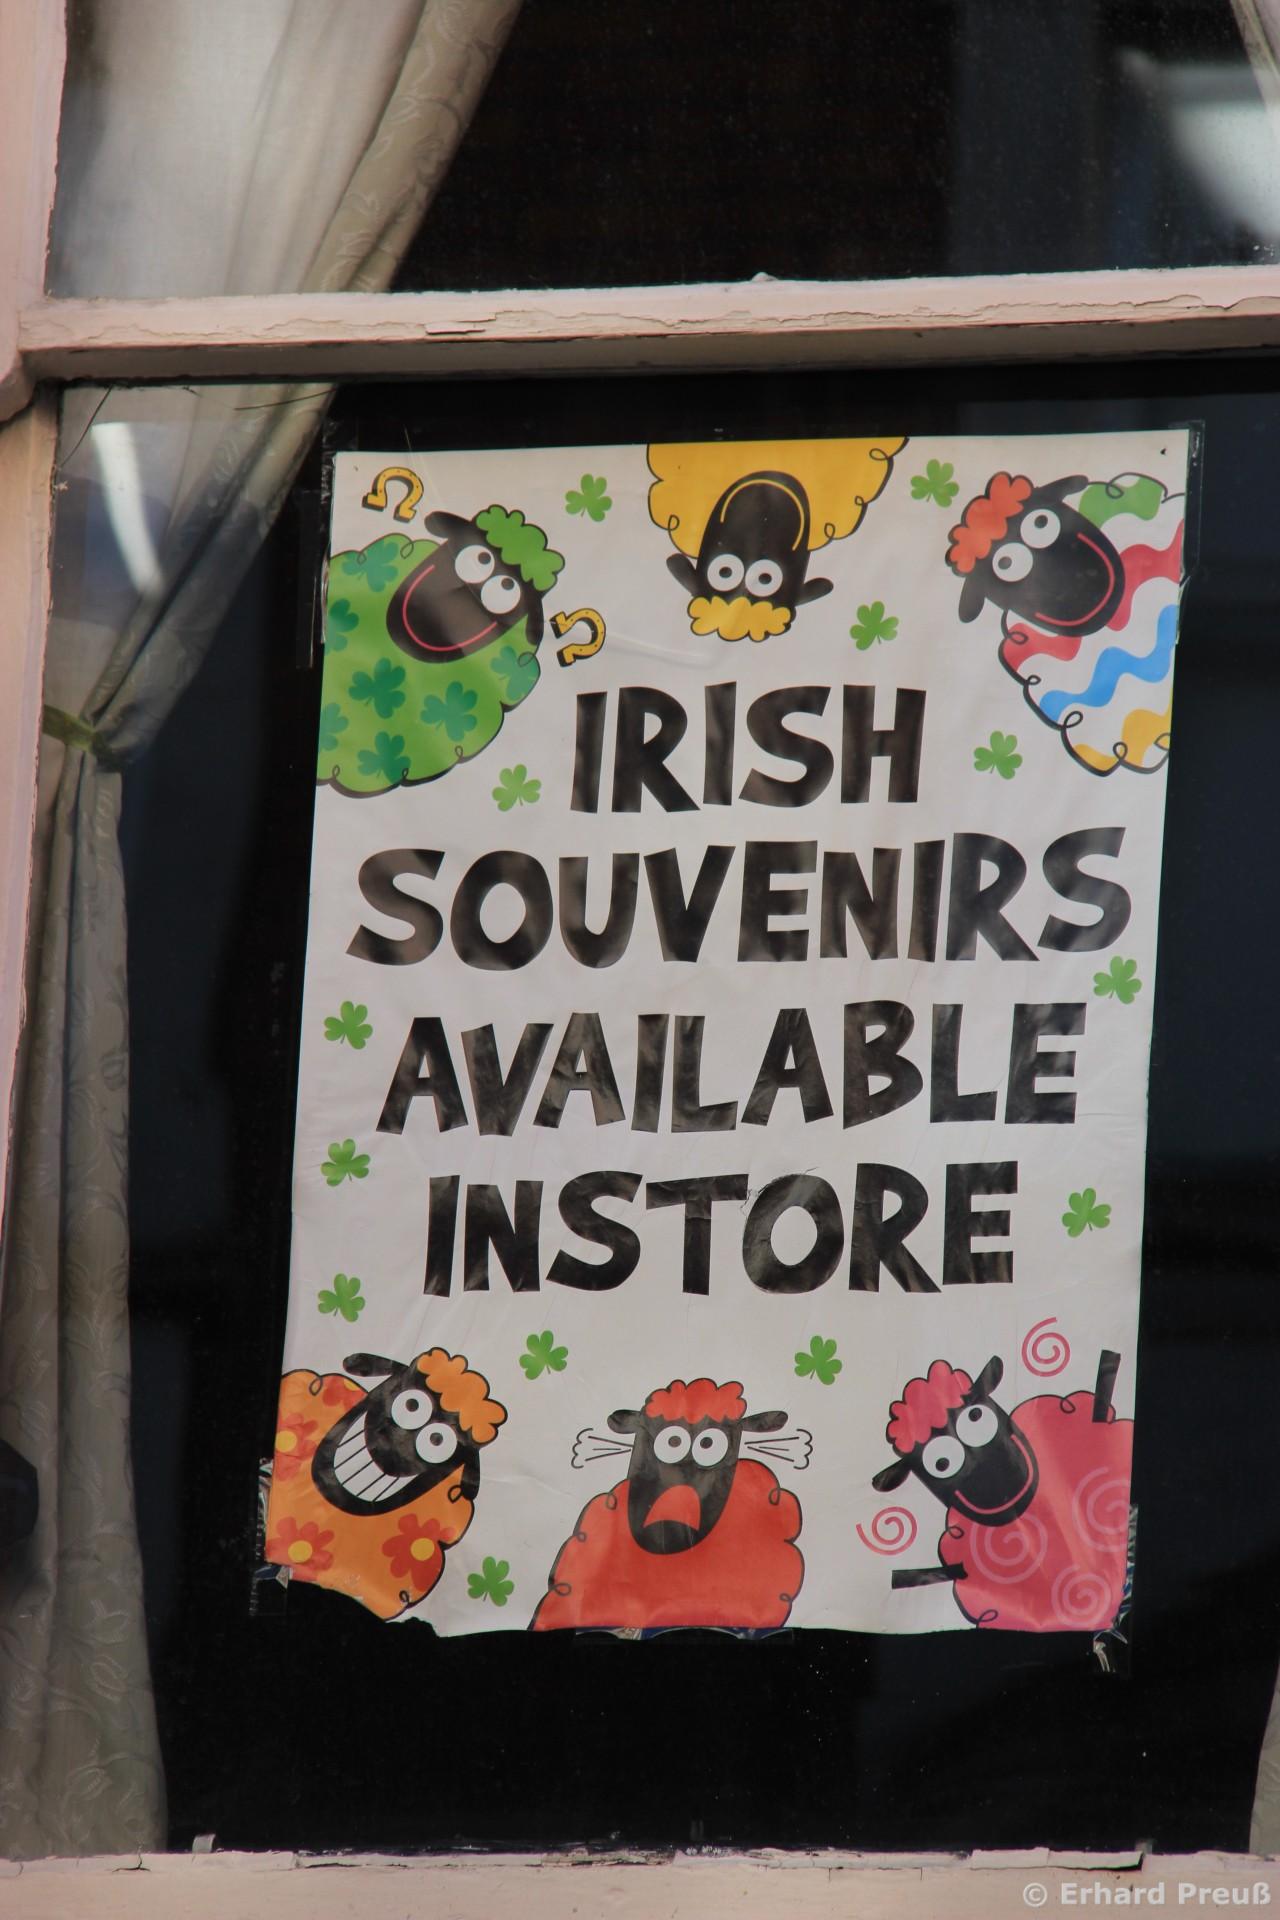 IRISH
SOUVENIRS
AVAILABLE
INSTORE
© Erhard Preuß